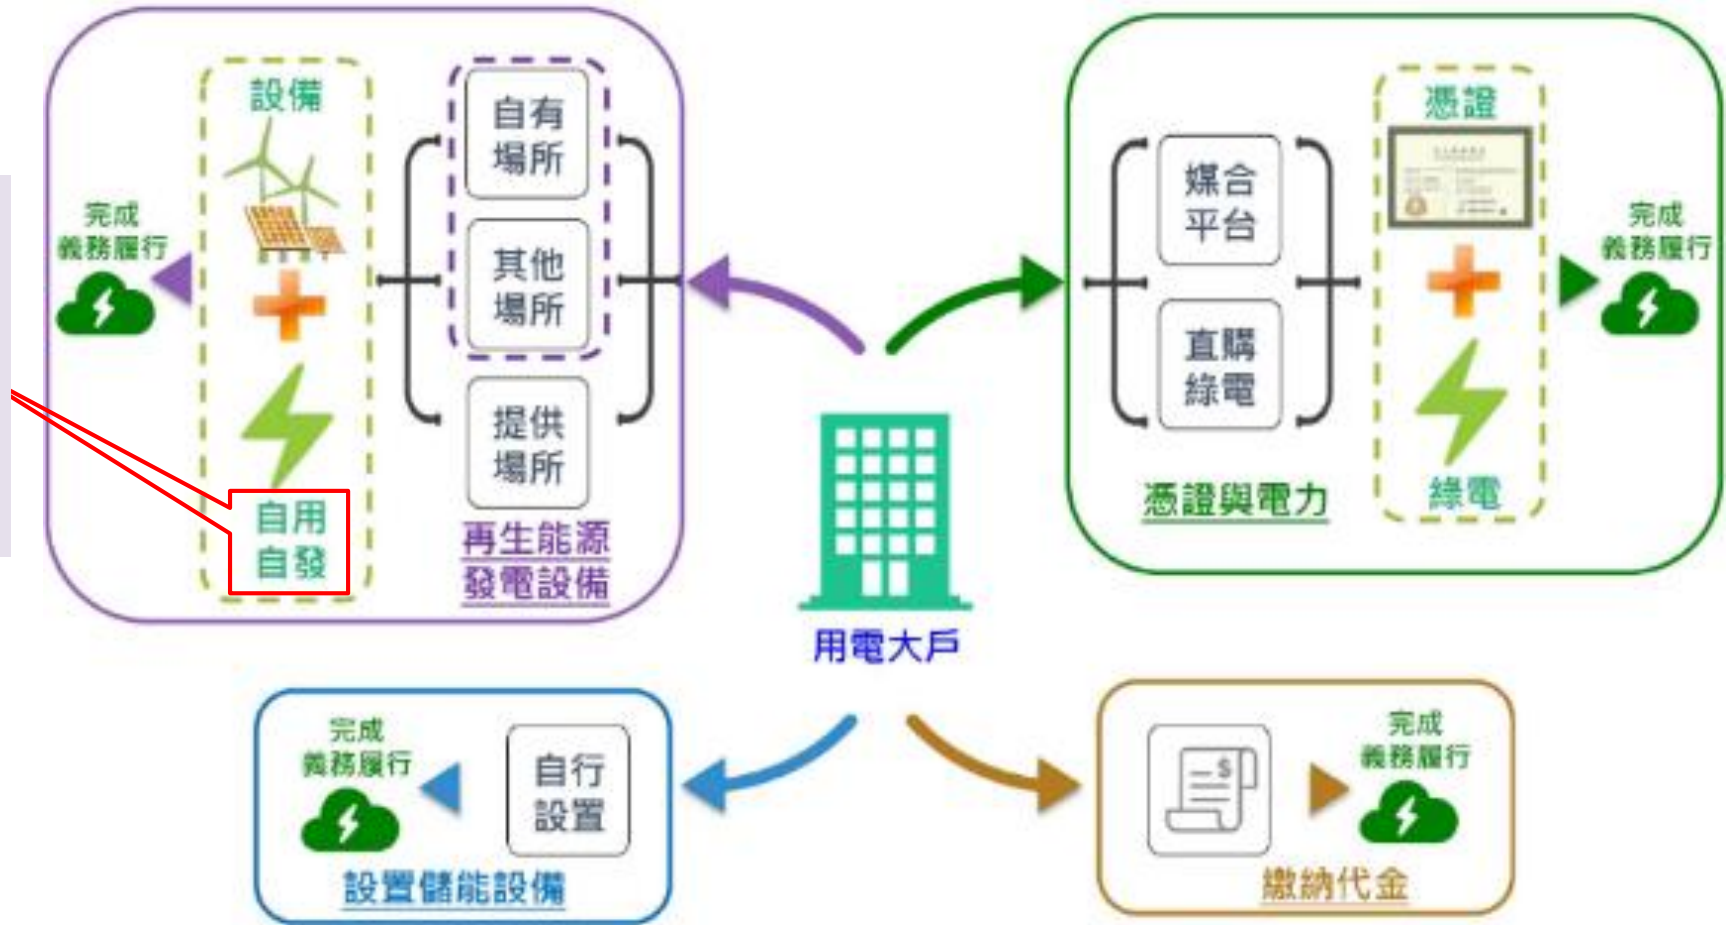 設備
自有
場所
其他
場所
提供
場所
完成
義務履行
自用
自發
再生能源
發電設備
媒合
平台
直購
綠電
憑證與電力
憑證
綠電
完成
義務履行
用電大戶
完成
義務履行
自行
設置
設置儲能設備
$
完成
義務履行
繳納代金